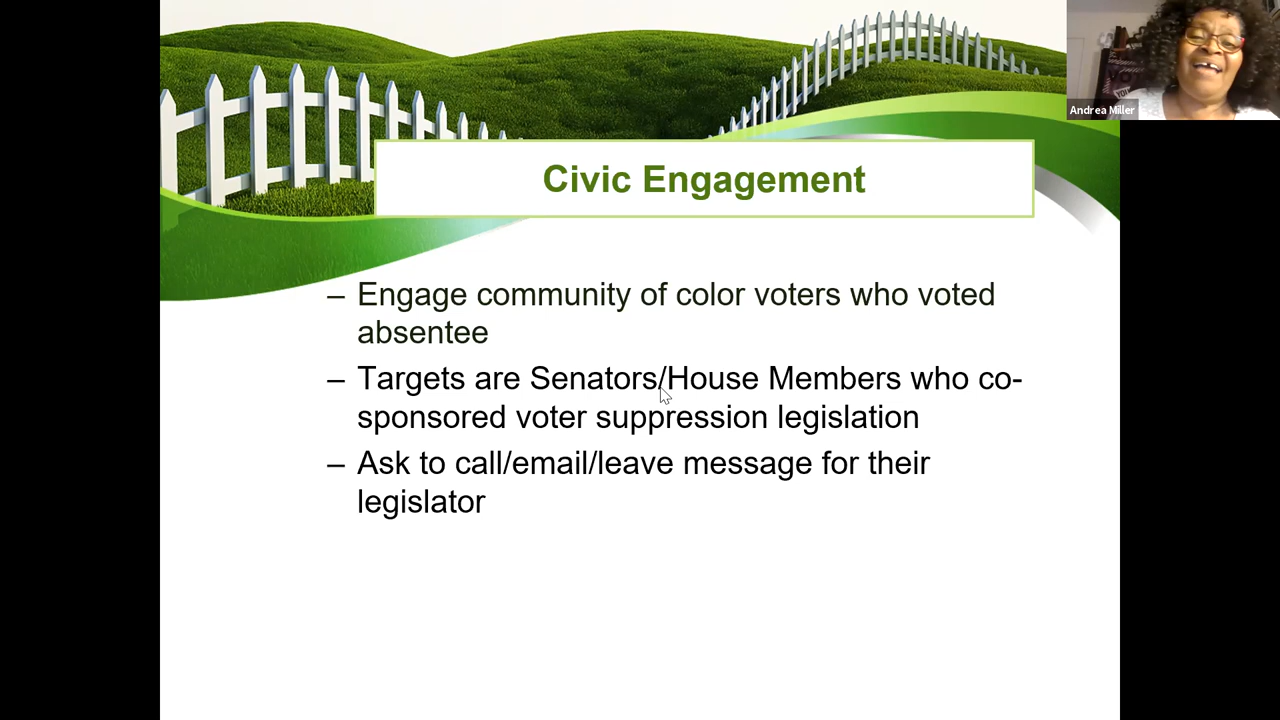 Andrea Miller
Civic Engagement
– Engage community of color voters who voted
absentee
– Targets are Senators/House Members who co-
sponsored voter suppression legislation
– Ask to call/email/leave message for their
legislator